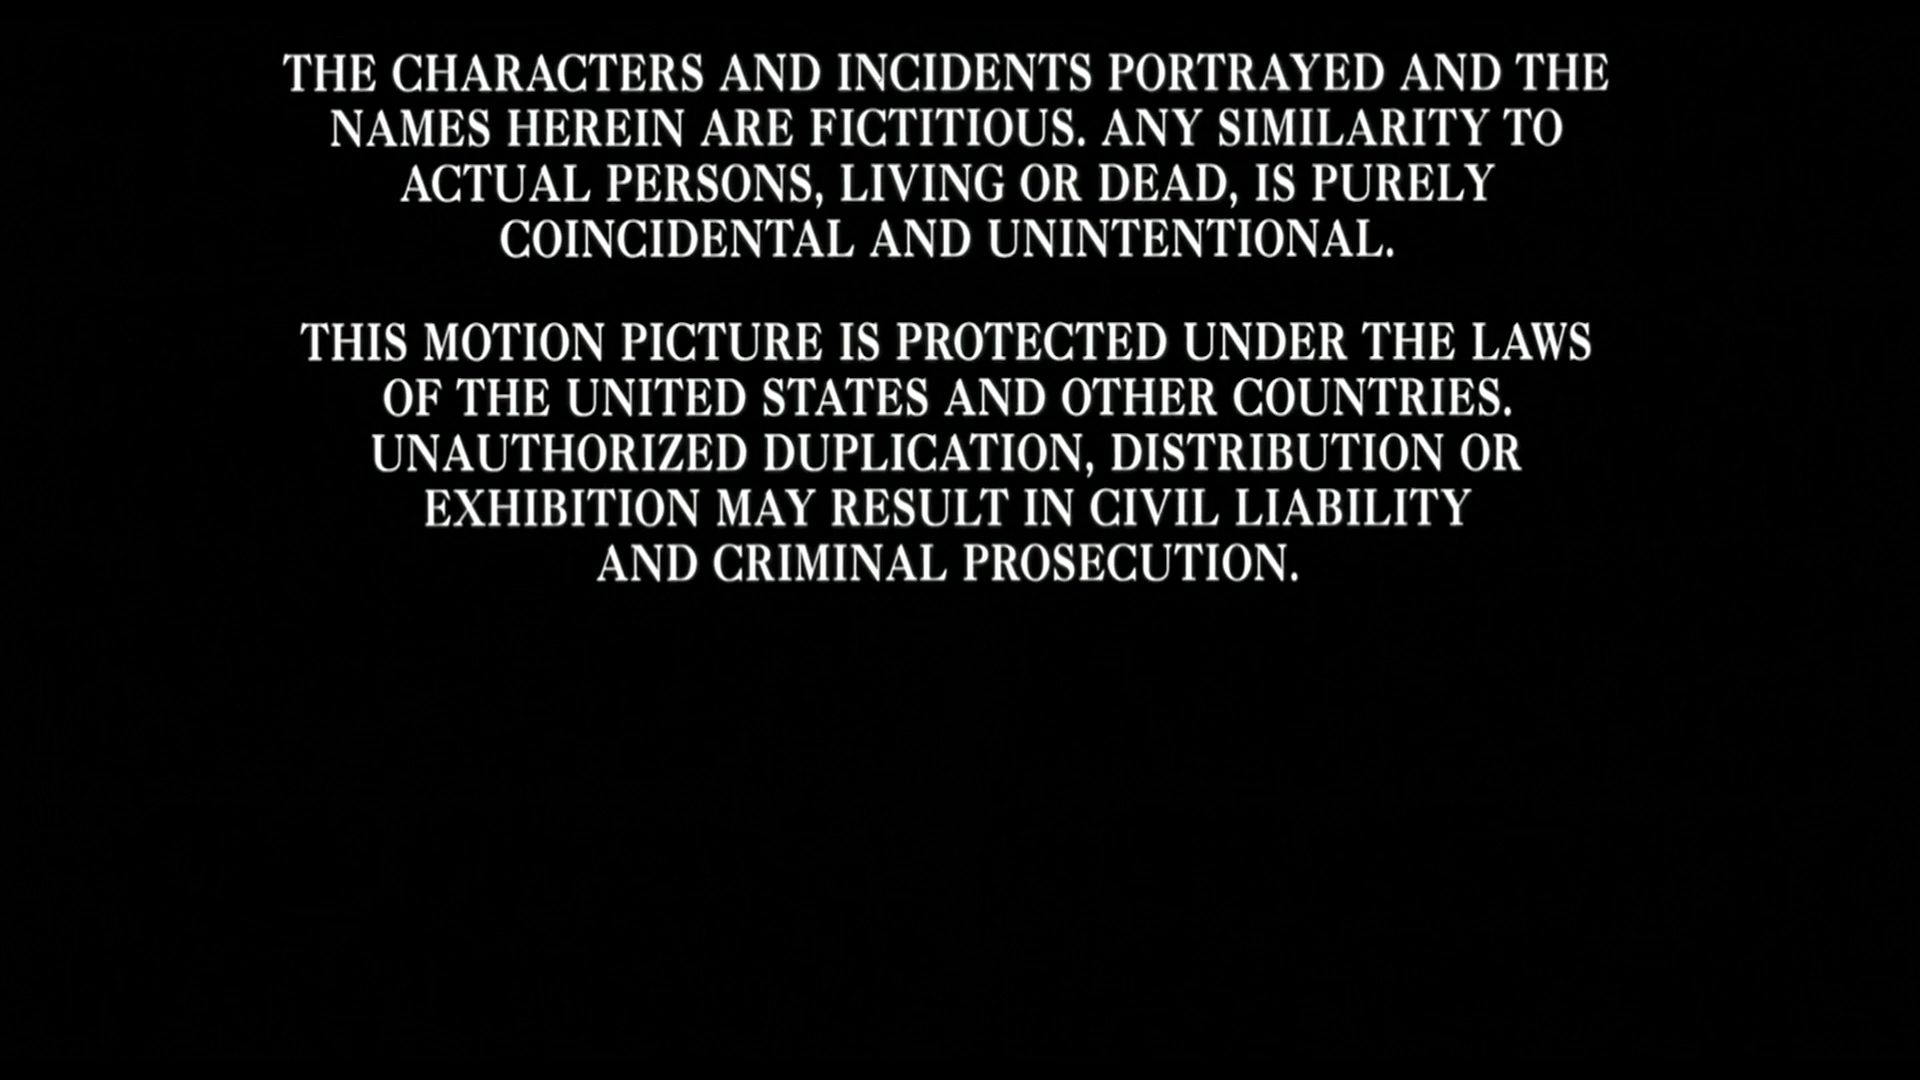 THE CHARACTERS AND INCIDENTS PORTRAYED AND THE
NAMES HEREIN ARE FICTITIOUS. ANY SIMILARITY TO
ACTUAL PERSONS, LIVING OR DEAD, IS PURELY
COINCIDENTAL AND UNINTENTIONAL.
THIS MOTION PICTURE IS PROTECTED UNDER THE LAWS
OF THE UNITED STATES AND OTHER COUNTRIES.
UNAUTHORIZED DUPLICATION, DISTRIBUTION OR
EXHIBITION MAY RESULT IN CIVIL LIABILITY
AND CRIMINAL PROSECUTION.